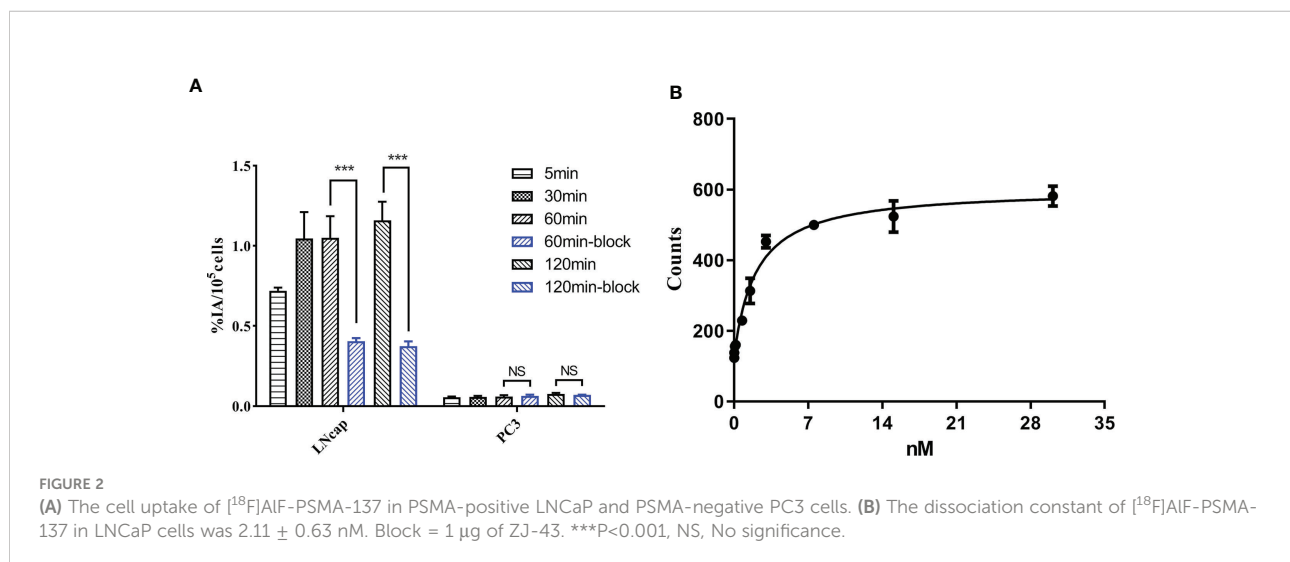 A
B
1.5
1.0
0.5
0.0
%IA/10⁵cells
***
***
NS
NS
LNcap
PC3
5min
30min
60min
60min-block
120min
120min-block
800
600
400
200
0
Counts
0 7 14 21 28 35
nM
FIGURE 2
(A) The cell uptake of [¹⁸F]AlF-PSMA-137 in PSMA-positive LNCaP and PSMA-negative PC3 cells. (B) The dissociation constant of [¹⁸F]AlF-PSMA-
137 in LNCaP cells was 2.11 ± 0.63 nM. Block = 1 μg of ZJ-43. ***P<0.001, NS, No significance.